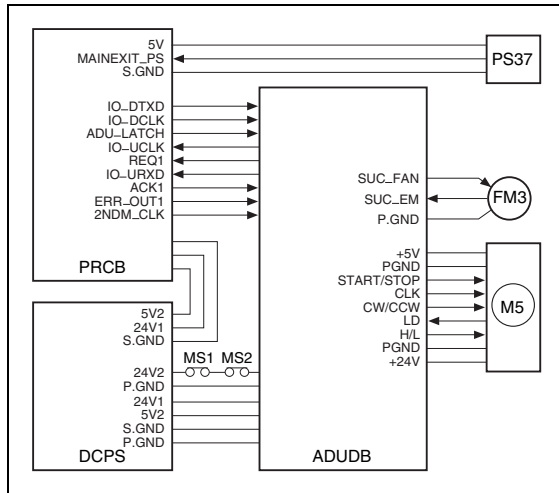 5V
MAINEXIT_PS
S.GND
PS37
IO_DTXD
IO_DCLK
ADU_LATCH
IO_UCLK
REQ1
IO_URXD
ACK1
ERR_OUT1
2NDM_CLK
PRCB
SUC_FAN
SUC_EM
P.GND
FM3
+5V
PGND
START/STOP
CLK
CW/CCW
LD
H/L
PGND
+24V
M5
5V2
24V1
S.GND
MS1 MS2
24V2
P.GND
24V1
5V2
S.GND
P.GND
DCPS
ADUDB